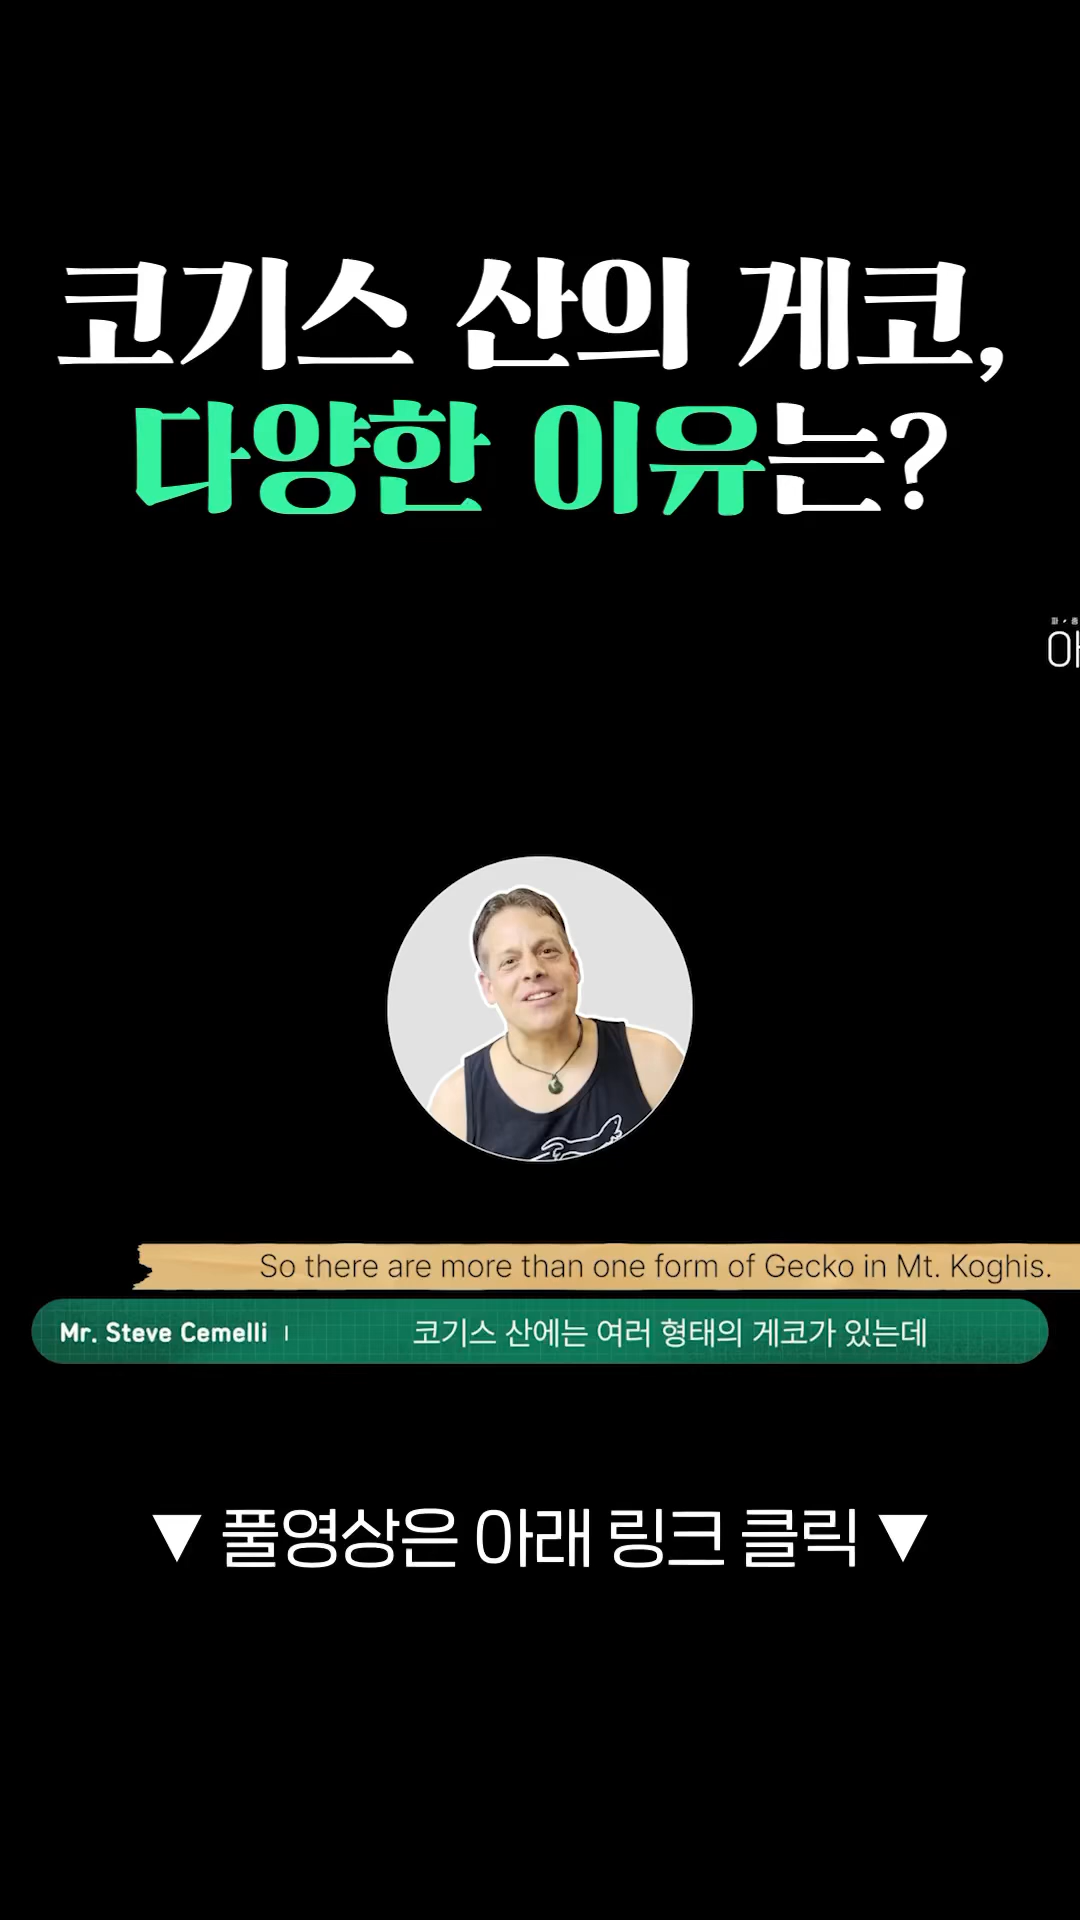 코기스 산의 게코,
다양한 이유는?
So there are more than one form of Gecko in Mt. Koghis.
Mr. Steve Cemelli | 코기스 산에는 여러 형태의 게코가 있는데
▼ 풀영상은 아래 링크 클릭 ▼